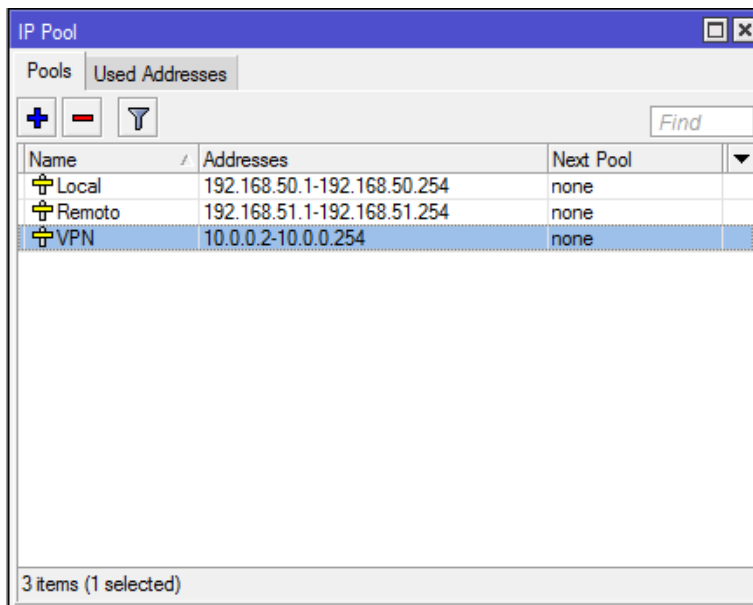 IP Pool
Pools Used Addresses
Find
Name Addresses Next Pool
Local 192.168.50.1-192.168.50.254 none
Remoto 192.168.51.1-192.168.51.254 none
VPN 10.0.0.2-10.0.0.254 none
3 items (1 selected)